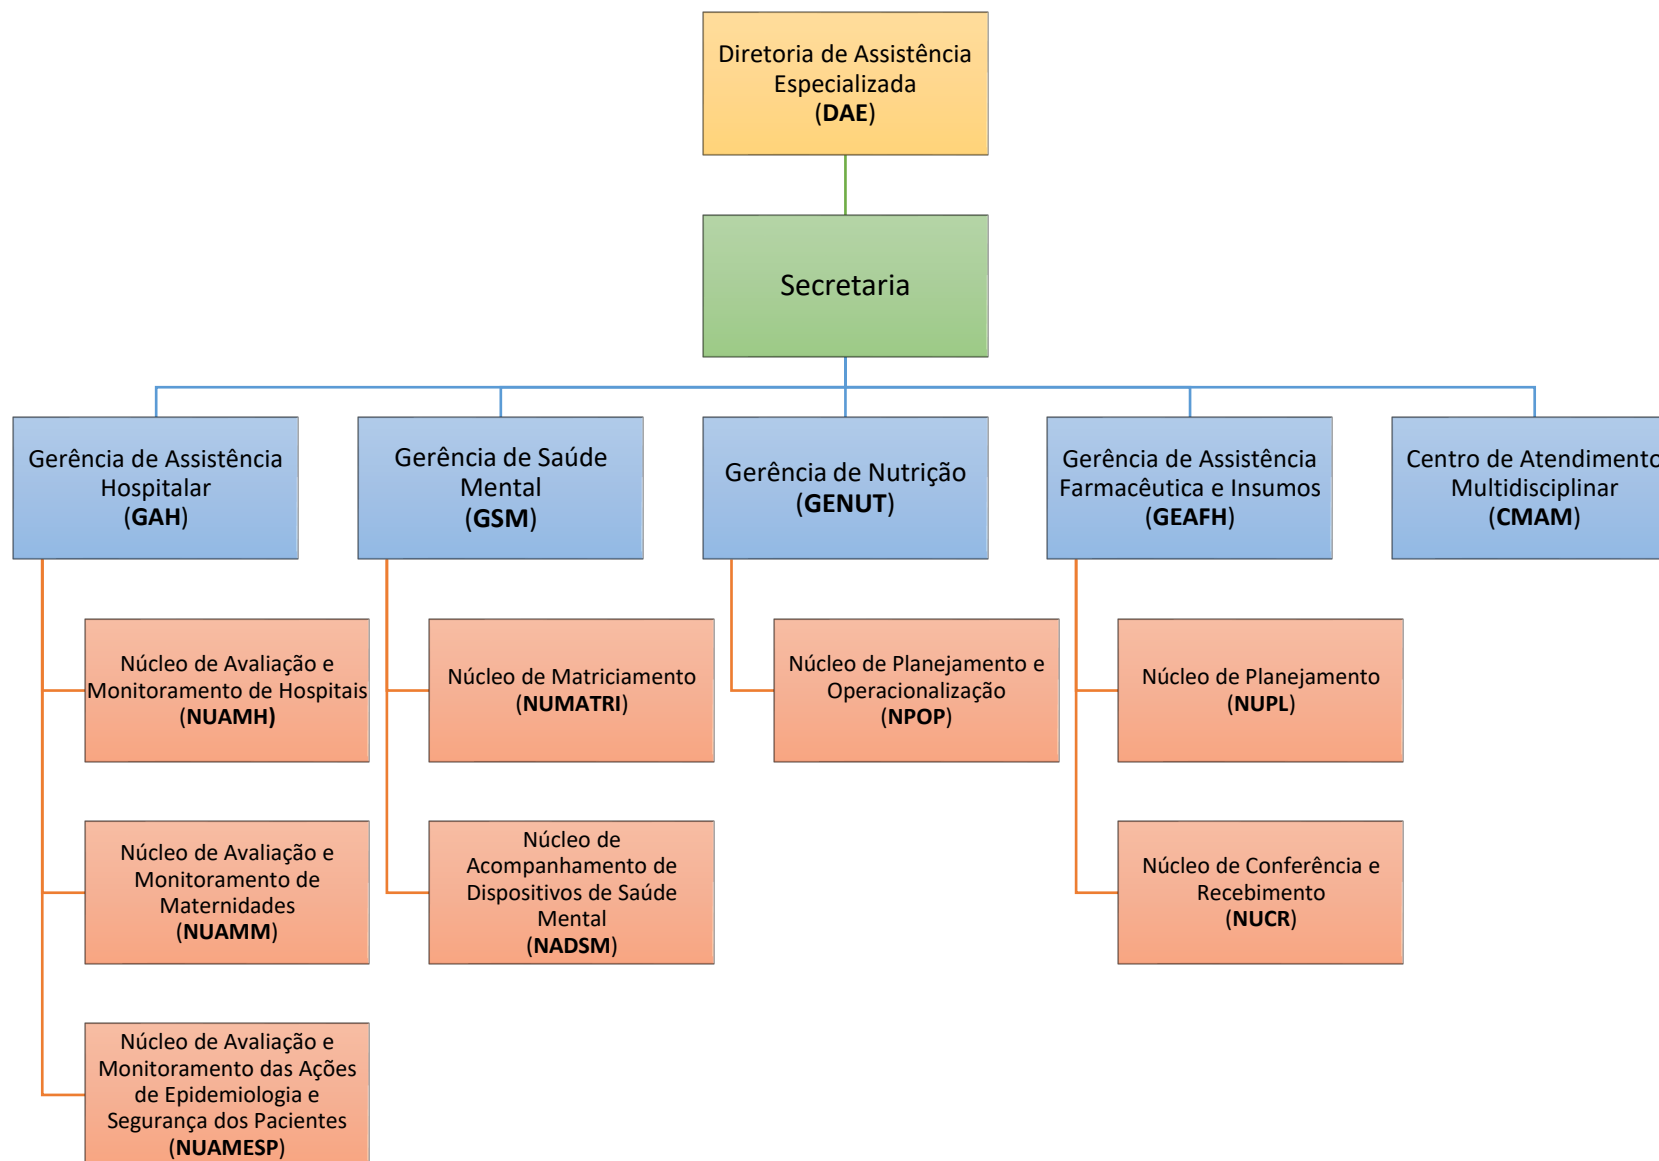 Diretoria de Assistência
Especializada
(DAE)
Secretaria
Gerência de Assistência
Hospitalar
(GAH)
Gerência de Saúde
Mental
(GSM)
Gerência de Nutrição
(GENUT)
Gerência de Assistência
Farmacêutica e Insumos
(GEAFH)
Centro de Atendimento
Multidisciplinar
(CMAM)
Núcleo de Avaliação e
Monitoramento de Hospitais
(NUAMH)
Núcleo de Matriciamento
(NUMATRI)
Núcleo de Planejamento e
Operacionalização
(NPOP)
Núcleo de Planejamento
(NUPL)
Núcleo de Avaliação e
Monitoramento de
Maternidades
(NUAMM)
Núcleo de
Acompanhamento de
Dispositivos de Saúde
Mental
(NADSM)
Núcleo de Conferência e
Recebimento
(NUCR)
Núcleo de Avaliação e
Monitoramento das Ações
de Epidemiologia e
Segurança dos Pacientes
(NUAMESP)